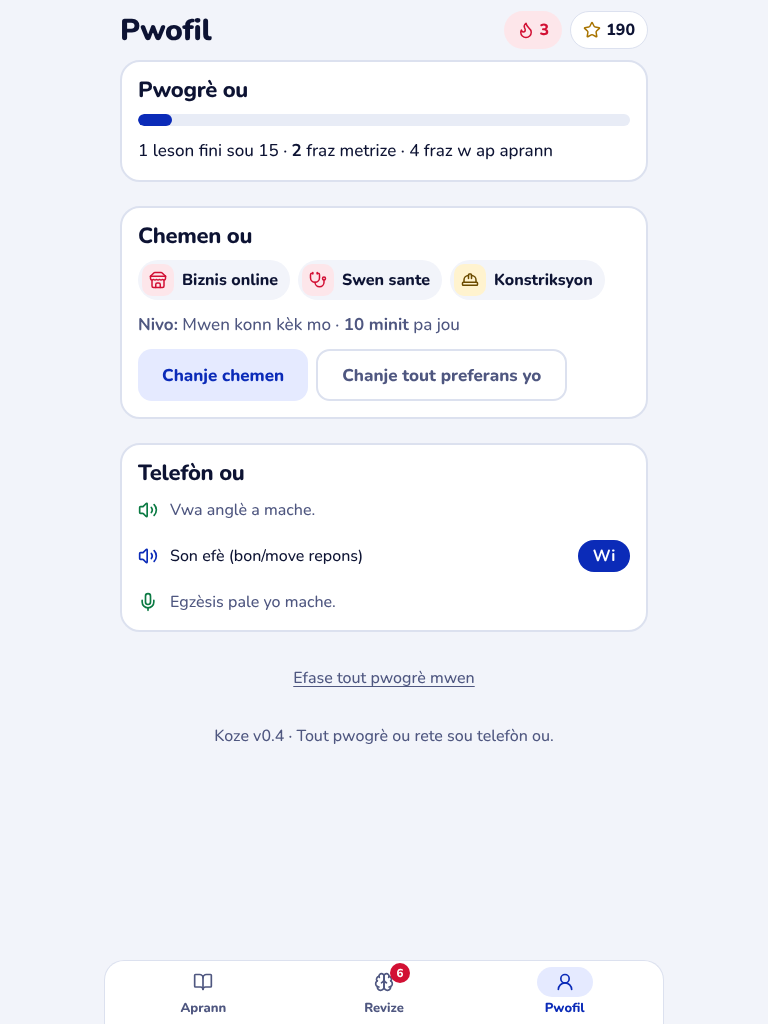 Pwofil
3
190
Pwogrè ou
1 leson fini sou 15 · 2 fraz metrize · 4 fraz w ap aprann
Chemen ou
Biznis online
Swen sante
Konstriksyon
Nivo: Mwen konn kèk mo · 10 minit pa jou
Chanje chemen
Chanje tout preferans yo
Telefòn ou
Vwa anglè a mache.
Son efè (bon/move repons)
Wi
Egzèsis pale yo mache.
Efase tout pwogrè mwen
Koze v0.4 · Tout pwogrè ou rete sou telefòn ou.
6
Aprann
Revize
Pwofil